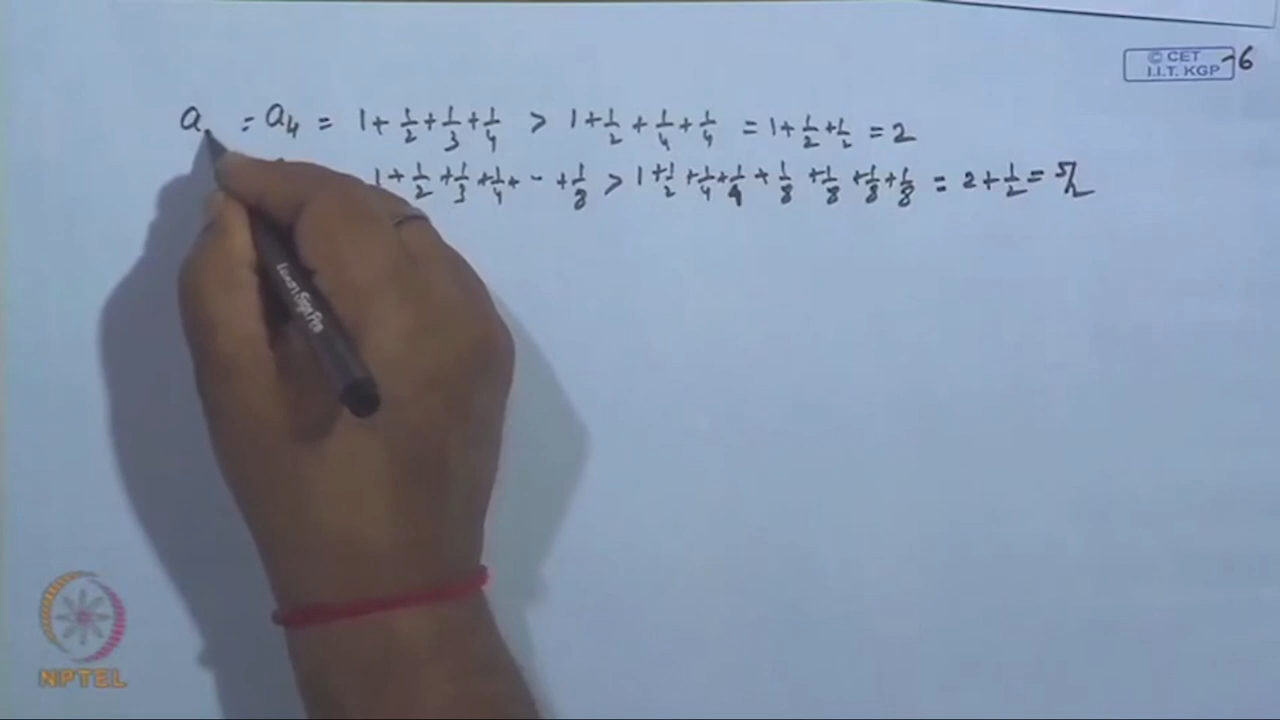 © CET
I.I.T. KGP
-6
a = a₄ = 1 + 1/2 + 1/3 + 1/4 > 1 + 1/2 + 1/4 + 1/4 = 1 + 1/2 + 1/2 = 2
1 + 1/2 + 1/3 + 1/4 + - + 1/8 > 1 + 1/2 + 1/4 + 1/4 + 1/8 + 1/8 + 1/8 + 1/8 = 2 + 1/2 = 5/2
NPTEL